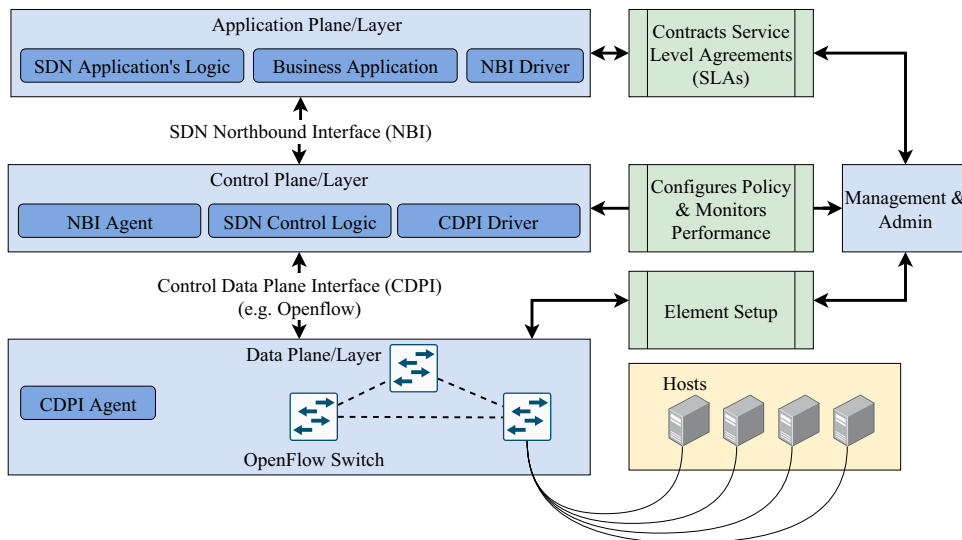 Application Plane/Layer
SDN Application's Logic
Business Application
NBI Driver
Contracts Service
Level Agreements
(SLAs)
SDN Northbound Interface (NBI)
Control Plane/Layer
NBI Agent
SDN Control Logic
CDPI Driver
Configures Policy
& Monitors
Performance
Management &
Admin
Control Data Plane Interface (CDPI)
(e.g. Openflow)
Element Setup
Data Plane/Layer
CDPI Agent
OpenFlow Switch
Hosts